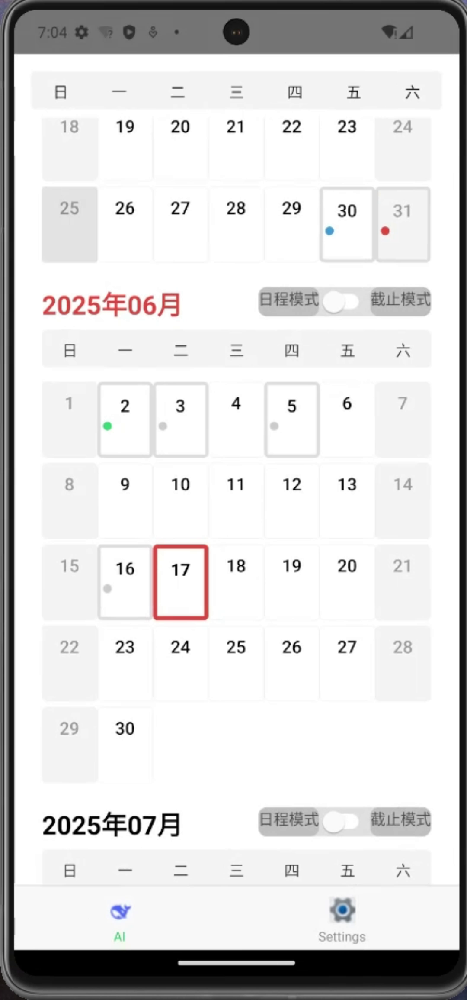 7:04
日 一 二 三 四 五 六
18 19 20 21 22 23 24
25 26 27 28 29 30 31
2025年06月 日程模式 截止模式
日 一 二 三 四 五 六
1 2 3 4 5 6 7
8 9 10 11 12 13 14
15 16 17 18 19 20 21
22 23 24 25 26 27 28
29 30
2025年07月 日程模式 截止模式
日 一 二 三 四 五 六
AI Settings